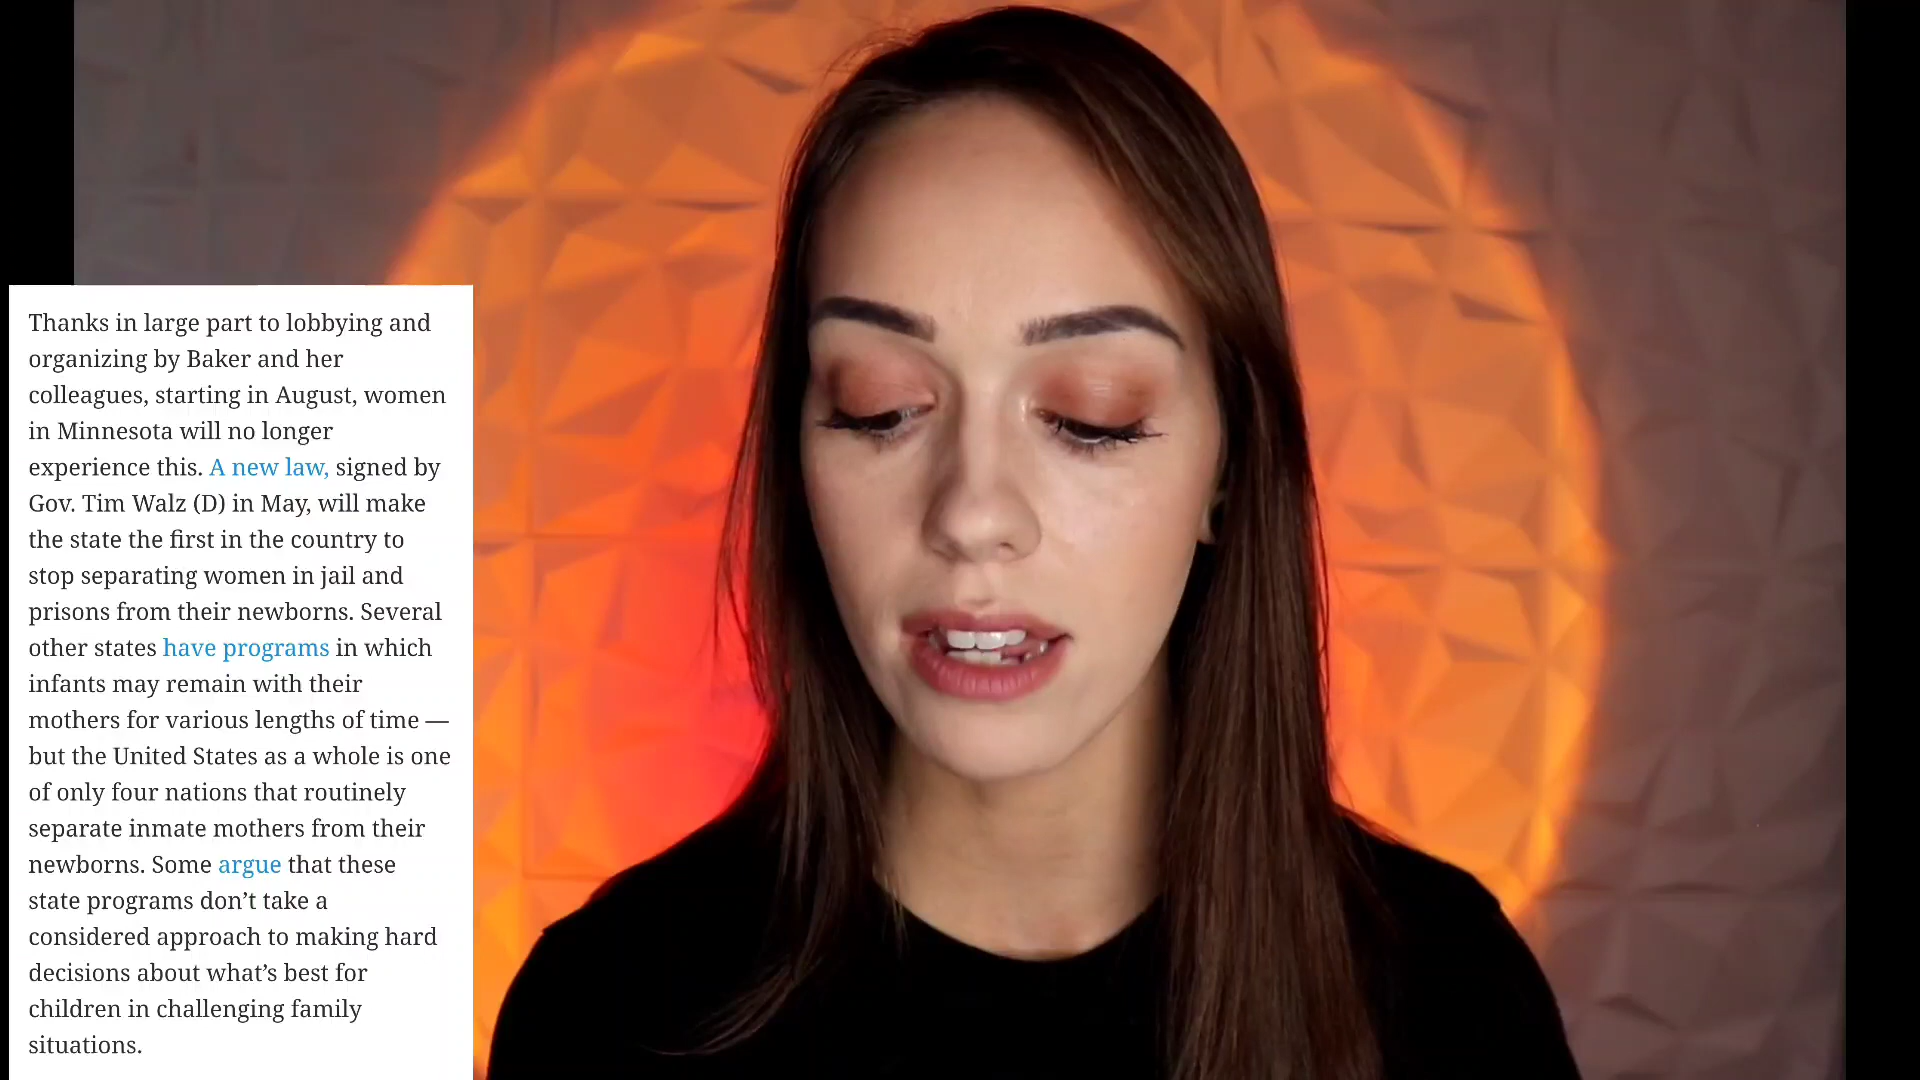 Thanks in large part to lobbying and
organizing by Baker and her
colleagues, starting in August, women
in Minnesota will no longer
experience this. A new law, signed by
Gov. Tim Walz (D) in May, will make
the state the first in the country to
stop separating women in jail and
prisons from their newborns. Several
other states have programs in which
infants may remain with their
mothers for various lengths of time —
but the United States as a whole is one
of only four nations that routinely
separate inmate mothers from their
newborns. Some argue that these
state programs don’t take a
considered approach to making hard
decisions about what’s best for
children in challenging family
situations.